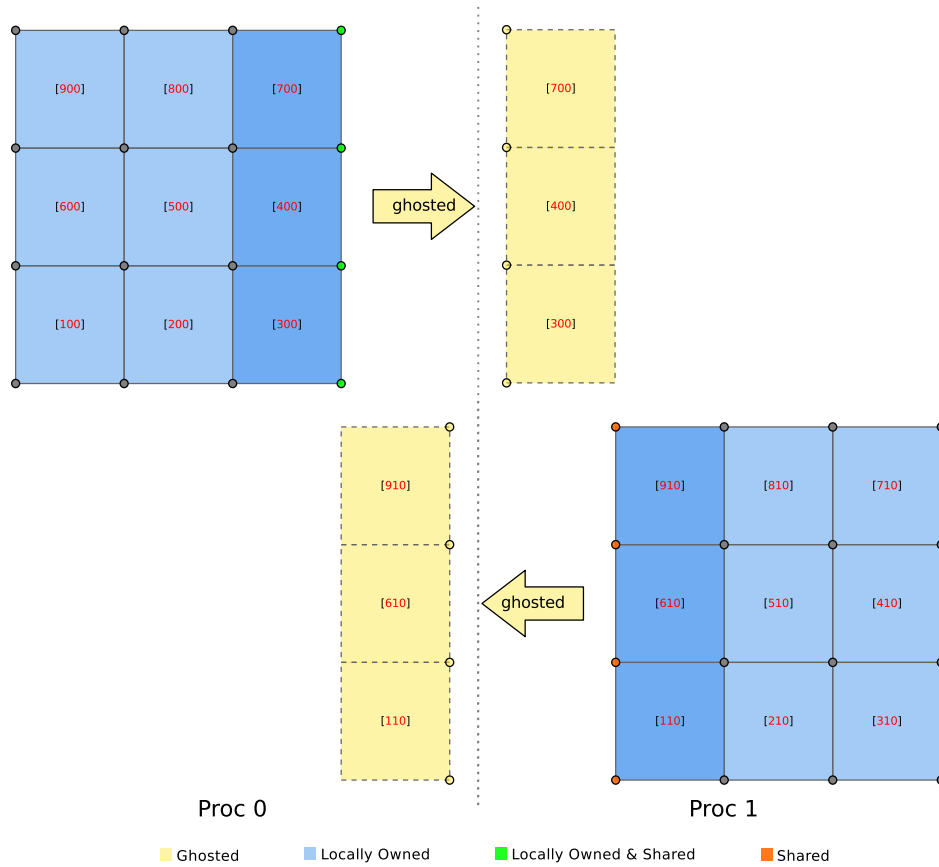 [900] [800] [700] [700]
[600] [500] [400] ghosted [400]
[100] [200] [300] [300]
[910] [910] [810] [710]
[610] ghosted [610] [510] [410]
[110] [110] [210] [310]
Proc 0 Proc 1
Ghosted Locally Owned Locally Owned & Shared Shared